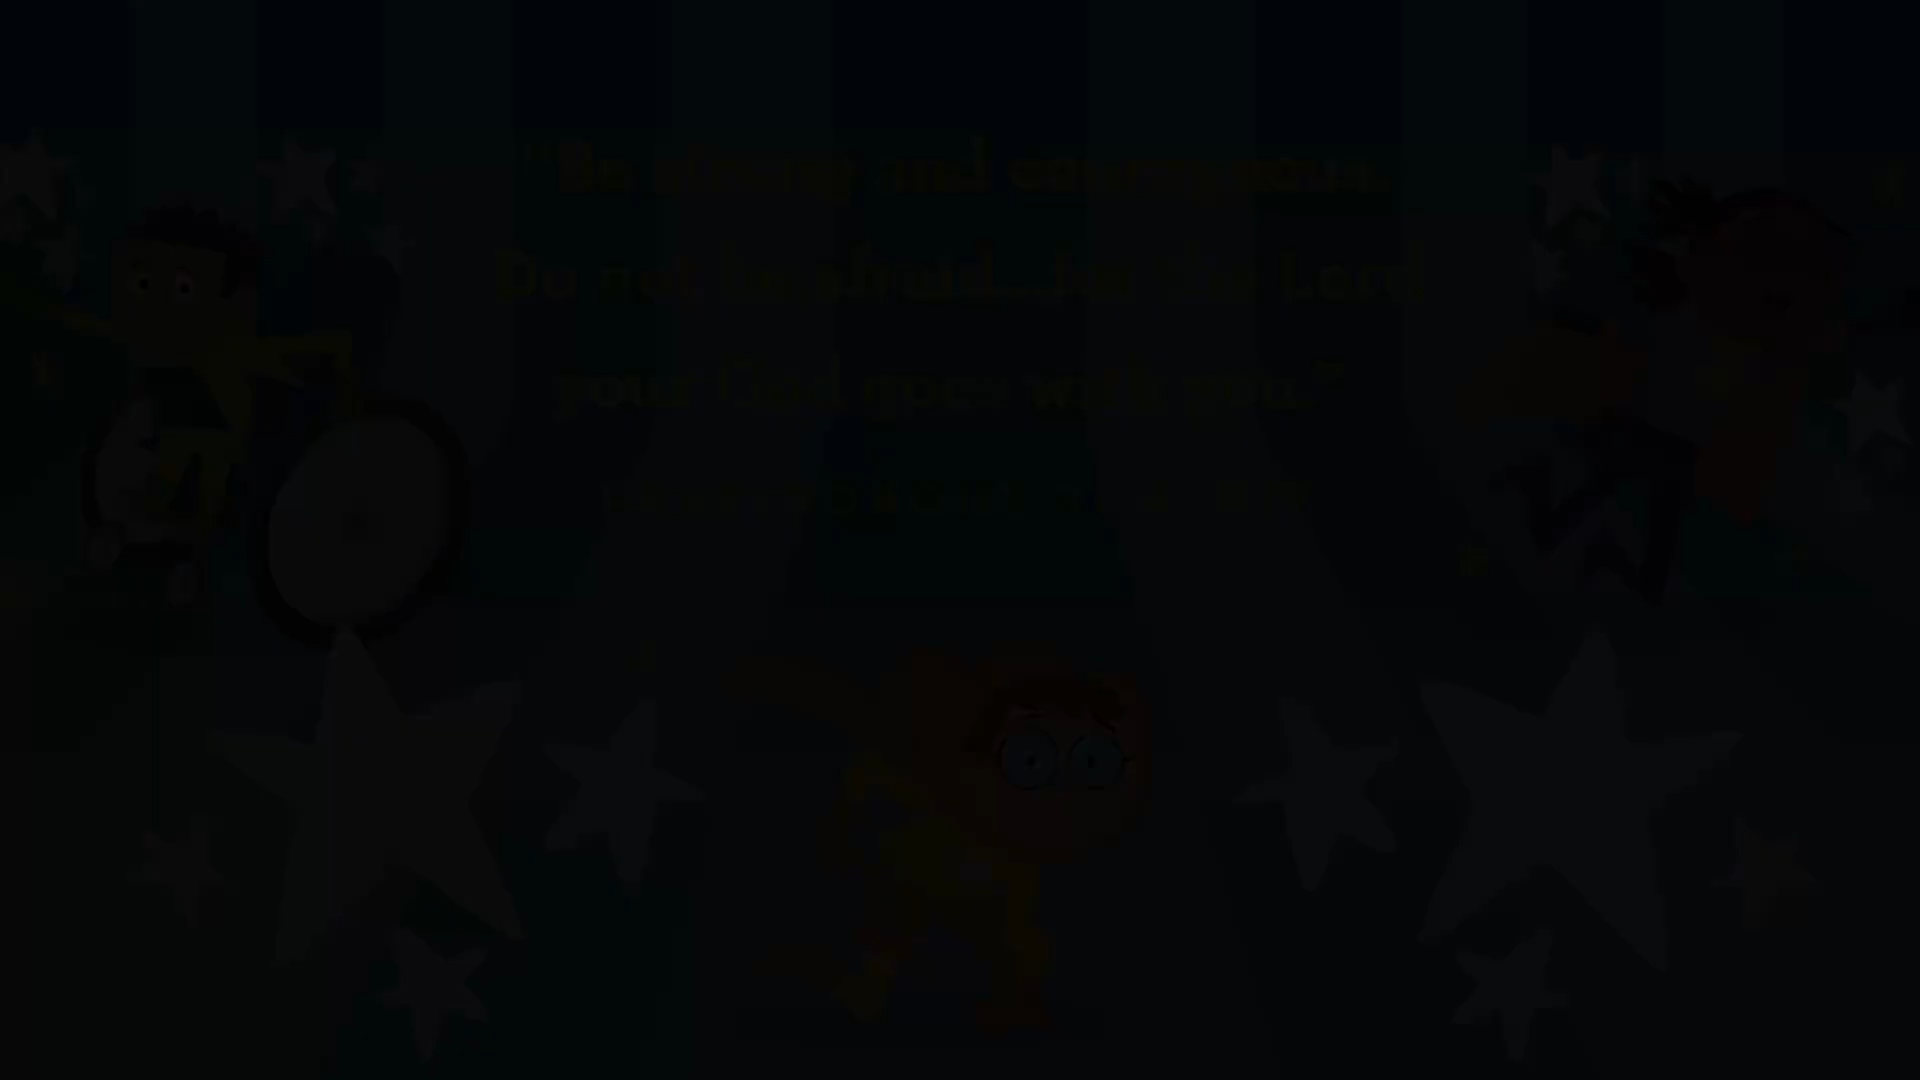 "Be strong and courageous.
Do not be afraid...for the Lord
your God goes with you."